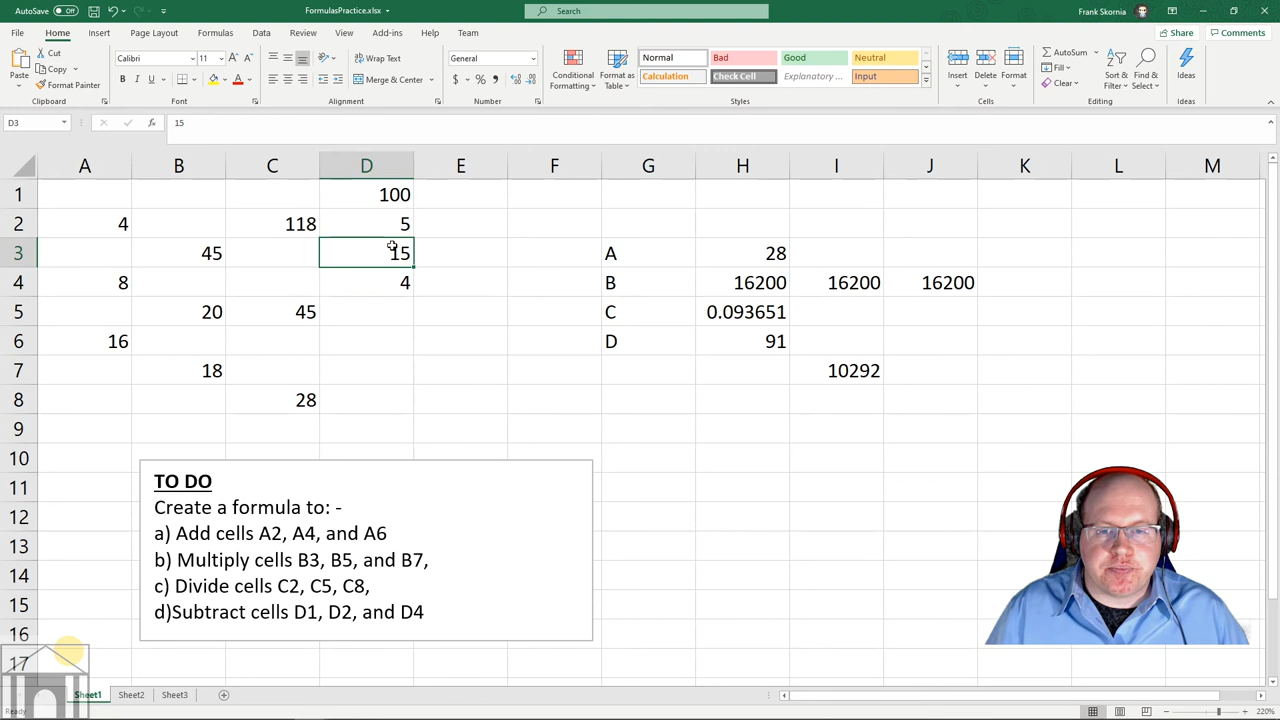 AutoSave Off FormulasPractice.xlsx Search Frank Skornia
File Home Insert Page Layout Formulas Data Review View Add-ins Help Team Share Comments
Paste Cut Copy Format Painter Clipboard
Calibri 11 B I U Font
Wrap Text Merge & Center Alignment
General $ % Number
Conditional Formatting Format as Table Normal Bad Good Neutral Calculation Check Cell Explanatory ... Input Styles
Insert Delete Format Cells
AutoSum Fill Clear Sort & Filter Find & Select Editing
Ideas Ideas
D3 fx 15
A B C D E F G H I J K L M
1 100
2 4 118 5
3 45 15 A 28
4 8 4 B 16200 16200 16200
5 20 45 C 0.093651
6 16 D 91
7 18 10292
8 28
9
10
11
12
13
14
15
16
17
TO DO
Create a formula to: -
a) Add cells A2, A4, and A6
b) Multiply cells B3, B5, and B7,
c) Divide cells C2, C5, C8,
d)Subtract cells D1, D2, and D4
Sheet1 Sheet2 Sheet3
Ready 220%